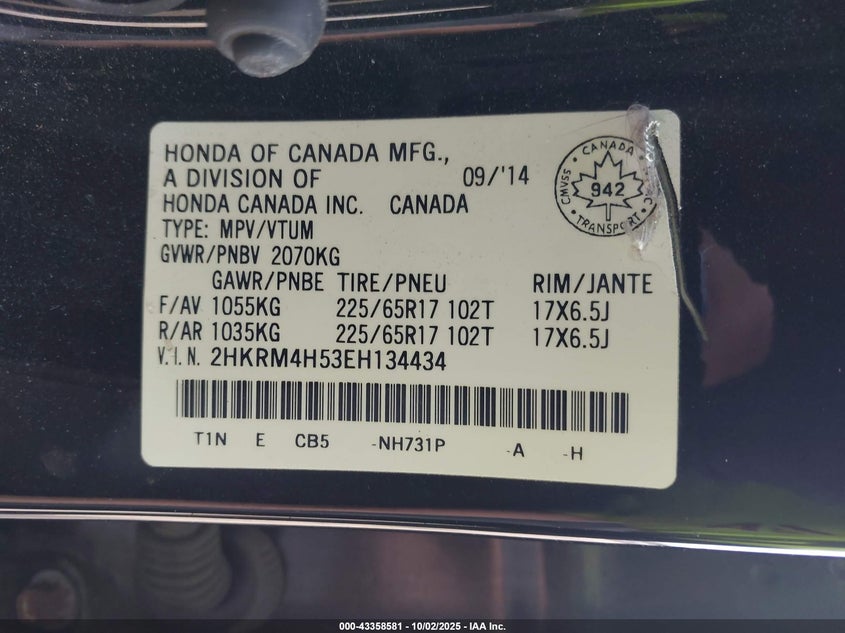 HONDA OF CANADA MFG.,
A DIVISION OF 09/'14
HONDA CANADA INC. CANADA
TYPE: MPV/VTUM
GVWR/PNBV 2070KG
GAWR/PNBE TIRE/PNEU RIM/JANTE
F/AV 1055KG 225/65R17 102T 17X6.5J
R/AR 1035KG 225/65R17 102T 17X6.5J
V.I.N. 2HKRM4H53EH134434
T1N E CB5 -NH731P -A -H
CANADA
CMVSS
942
TRANSPORT
000-43358581 - 10/02/2025 - IAA Inc.